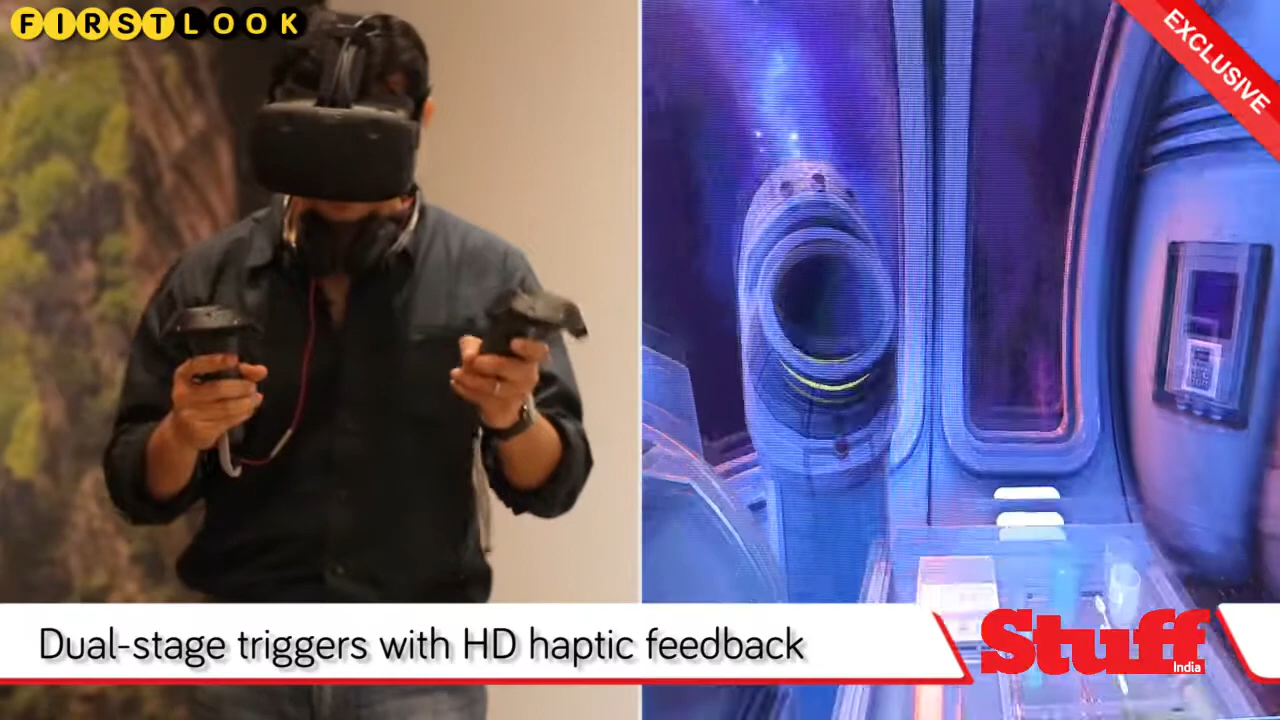 FIRSTLOOK
EXCLUSIVE
Dual-stage triggers with HD haptic feedback
Stuff
India